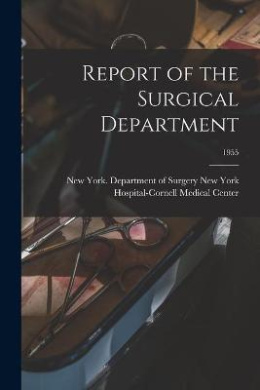 Report of the
Surgical
Department
1955
New York. Department of Surgery New York
Hospital-Cornell Medical Center